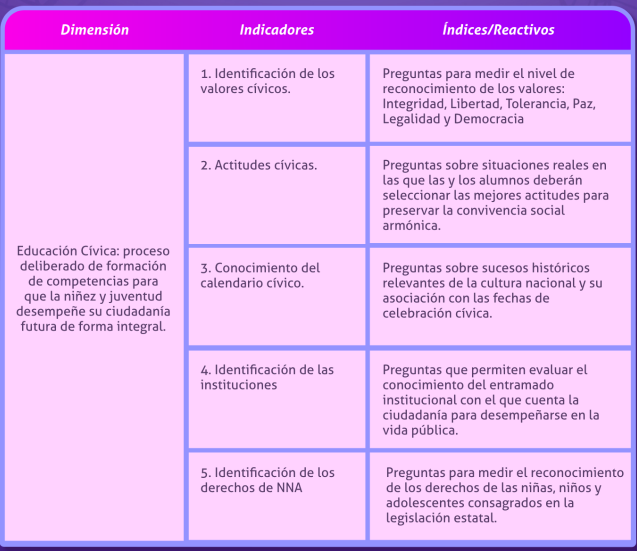 Dimensión
Indicadores
Índices/Reactivos
Educación Cívica: proceso
deliberado de formación
de competencias para
que la niñez y juventud
desempeñe su ciudadanía
futura de forma integral.
1. Identificación de los
valores cívicos.
Preguntas para medir el nivel de
reconocimiento de los valores:
Integridad, Libertad, Tolerancia, Paz,
Legalidad y Democracia
2. Actitudes cívicas.
Preguntas sobre situaciones reales en
las que las y los alumnos deberán
seleccionar las mejores actitudes para
preservar la convivencia social
armónica.
3. Conocimiento del
calendario cívico.
Preguntas sobre sucesos históricos
relevantes de la cultura nacional y su
asociación con las fechas de
celebración cívica.
4. Identificación de las
instituciones
Preguntas que permiten evaluar el
conocimiento del entramado
institucional con el que cuenta la
ciudadanía para desempeñarse en la
vida pública.
5. Identificación de los
derechos de NNA
Preguntas para medir el reconocimiento
de los derechos de las niñas, niños y
adolescentes consagrados en la
legislación estatal.